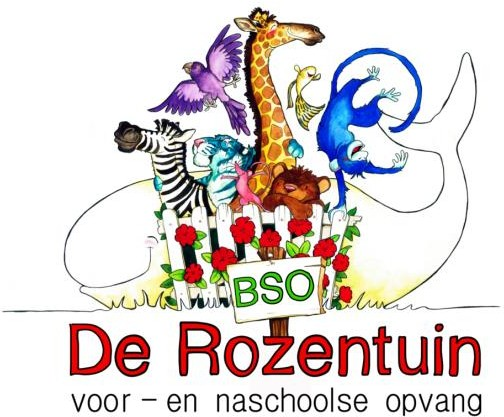 BSO
De Rozentuin
voor – en naschoolse opvang